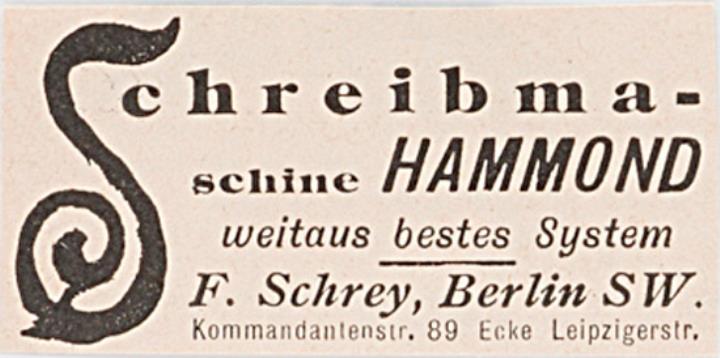 Schreibma-
schine HAMMOND
weitaus bestes System
F. Schrey, Berlin SW.
Kommandantenstr. 89 Ecke Leipzigerstr.